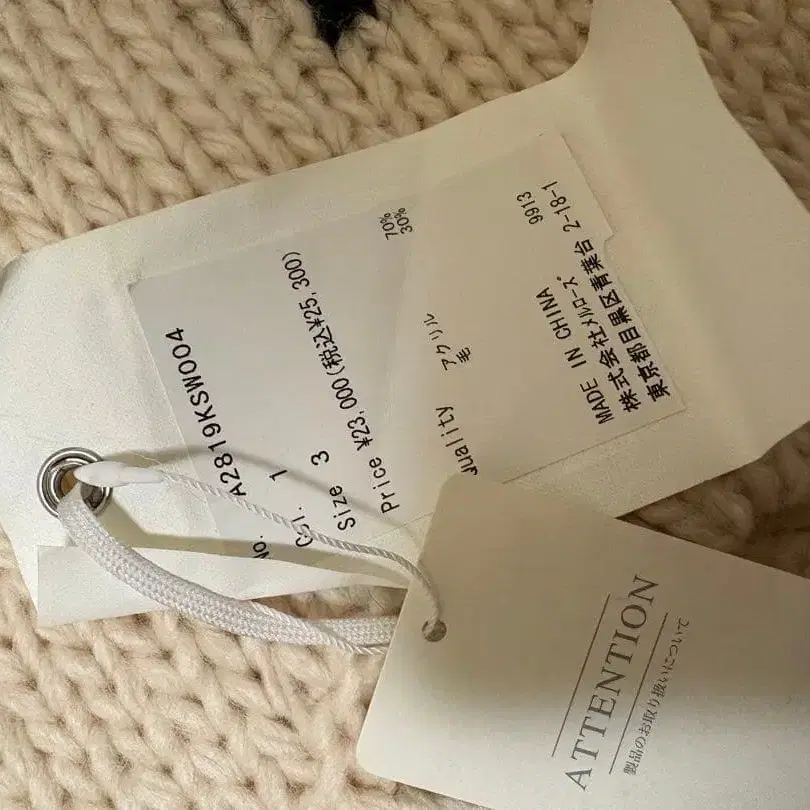 No. A2819KSW004
Col. 1
Size 3
Price ¥23,000(税込¥25,300)
Quality アクリル 70%
毛 30%
MADE IN CHINA 9913
株式会社メルローズ
東京都目黒区青葉台 2-18-1
ATTENTION
製品のお取り扱いについて